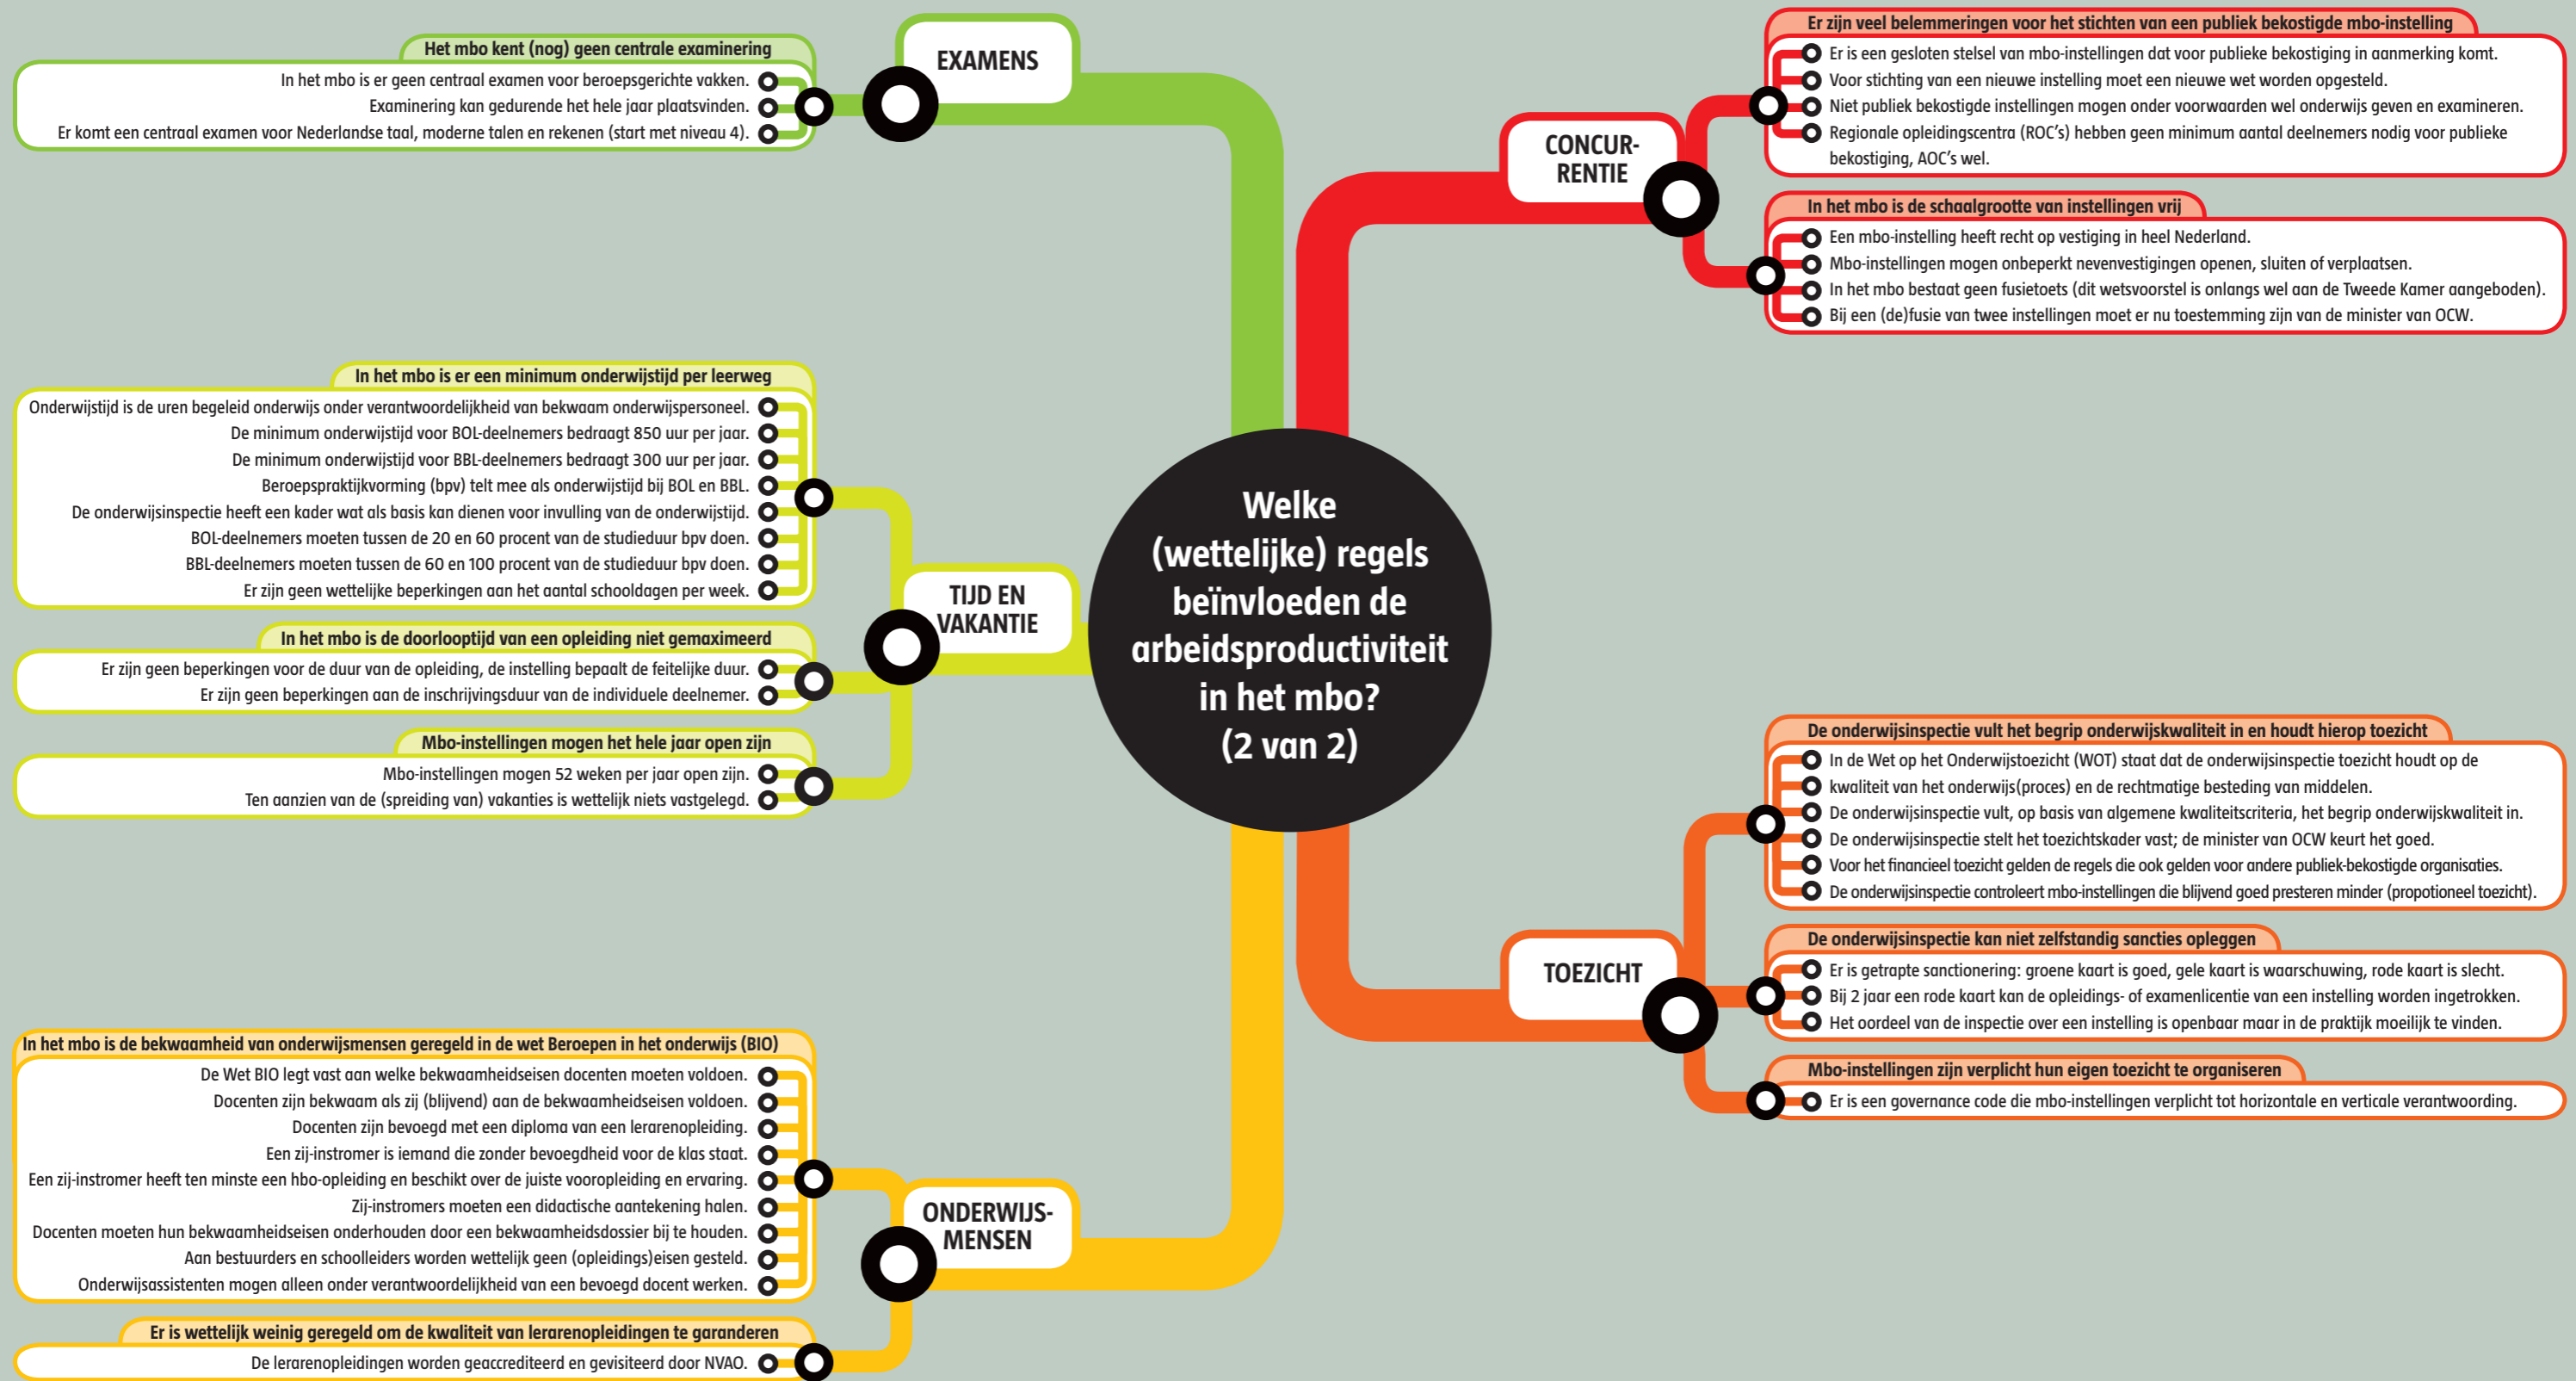 Welke
(wettelijke) regels
beïnvloeden de
arbeidsproductiviteit
in het mbo?
(2 van 2)
EXAMENS
Het mbo kent (nog) geen centrale examinering
In het mbo is er geen centraal examen voor beroepsgerichte vakken.
Examinering kan gedurende het hele jaar plaatsvinden.
Er komt een centraal examen voor Nederlandse taal, moderne talen en rekenen (start met niveau 4).
TIJD EN
VAKANTIE
In het mbo is er een minimum onderwijstijd per leerweg
Onderwijstijd is de uren begeleid onderwijs onder verantwoordelijkheid van bekwaam onderwijspersoneel.
De minimum onderwijstijd voor BOL-deelnemers bedraagt 850 uur per jaar.
De minimum onderwijstijd voor BBL-deelnemers bedraagt 300 uur per jaar.
Beroepspraktijkvorming (bpv) telt mee als onderwijstijd bij BOL en BBL.
De onderwijsinspectie heeft een kader wat als basis kan dienen voor invulling van de onderwijstijd.
BOL-deelnemers moeten tussen de 20 en 60 procent van de studieduur bpv doen.
BBL-deelnemers moeten tussen de 60 en 100 procent van de studieduur bpv doen.
Er zijn geen wettelijke beperkingen aan het aantal schooldagen per week.
In het mbo is de doorlooptijd van een opleiding niet gemaximeerd
Er zijn geen beperkingen voor de duur van de opleiding, de instelling bepaalt de feitelijke duur.
Er zijn geen beperkingen aan de inschrijvingsduur van de individuele deelnemer.
Mbo-instellingen mogen het hele jaar open zijn
Mbo-instellingen mogen 52 weken per jaar open zijn.
Ten aanzien van de (spreiding van) vakanties is wettelijk niets vastgelegd.
ONDERWIJS-
MENSEN
In het mbo is de bekwaamheid van onderwijsmensen geregeld in de wet Beroepen in het onderwijs (BIO)
De Wet BIO legt vast aan welke bekwaamheidseisen docenten moeten voldoen.
Docenten zijn bekwaam als zij (blijvend) aan de bekwaamheidseisen voldoen.
Docenten zijn bevoegd met een diploma van een lerarenopleiding.
Een zij-instromer is iemand die zonder bevoegdheid voor de klas staat.
Een zij-instromer heeft ten minste een hbo-opleiding en beschikt over de juiste vooropleiding en ervaring.
Zij-instromers moeten een didactische aantekening halen.
Docenten moeten hun bekwaamheidseisen onderhouden door een bekwaamheidsdossier bij te houden.
Aan bestuurders en schoolleiders worden wettelijk geen (opleidings)eisen gesteld.
Onderwijsassistenten mogen alleen onder verantwoordelijkheid van een bevoegd docent werken.
Er is wettelijk weinig geregeld om de kwaliteit van lerarenopleidingen te garanderen
De lerarenopleidingen worden geaccrediteerd en gevisiteerd door NVAO.
CONCUR-
RENTIE
Er zijn veel belemmeringen voor het stichten van een publiek bekostigde mbo-instelling
Er is een gesloten stelsel van mbo-instellingen dat voor publieke bekostiging in aanmerking komt.
Voor stichting van een nieuwe instelling moet een nieuwe wet worden opgesteld.
Niet publiek bekostigde instellingen mogen onder voorwaarden wel onderwijs geven en examineren.
Regionale opleidingscentra (ROC's) hebben geen minimum aantal deelnemers nodig voor publieke
bekostiging, AOC's wel.
In het mbo is de schaalgrootte van instellingen vrij
Een mbo-instelling heeft recht op vestiging in heel Nederland.
Mbo-instellingen mogen onbeperkt nevenvestigingen openen, sluiten of verplaatsen.
In het mbo bestaat geen fusietoets (dit wetsvoorstel is onlangs wel aan de Tweede Kamer aangeboden).
Bij een (de)fusie van twee instellingen moet er nu toestemming zijn van de minister van OCW.
TOEZICHT
De onderwijsinspectie vult het begrip onderwijskwaliteit in en houdt hierop toezicht
In de Wet op het Onderwijstoezicht (WOT) staat dat de onderwijsinspectie toezicht houdt op de
kwaliteit van het onderwijs(proces) en de rechtmatige besteding van middelen.
De onderwijsinspectie vult, op basis van algemene kwaliteitscriteria, het begrip onderwijskwaliteit in.
De onderwijsinspectie stelt het toezichtskader vast; de minister van OCW keurt het goed.
Voor het financieel toezicht gelden de regels die ook gelden voor andere publiek-bekostigde organisaties.
De onderwijsinspectie controleert mbo-instellingen die blijvend goed presteren minder (propotioneel toezicht).
De onderwijsinspectie kan niet zelfstandig sancties opleggen
Er is getrapte sanctionering: groene kaart is goed, gele kaart is waarschuwing, rode kaart is slecht.
Bij 2 jaar een rode kaart kan de opleidings- of examenlicentie van een instelling worden ingetrokken.
Het oordeel van de inspectie over een instelling is openbaar maar in de praktijk moeilijk te vinden.
Mbo-instellingen zijn verplicht hun eigen toezicht te organiseren
Er is een governance code die mbo-instellingen verplicht tot horizontale en verticale verantwoording.